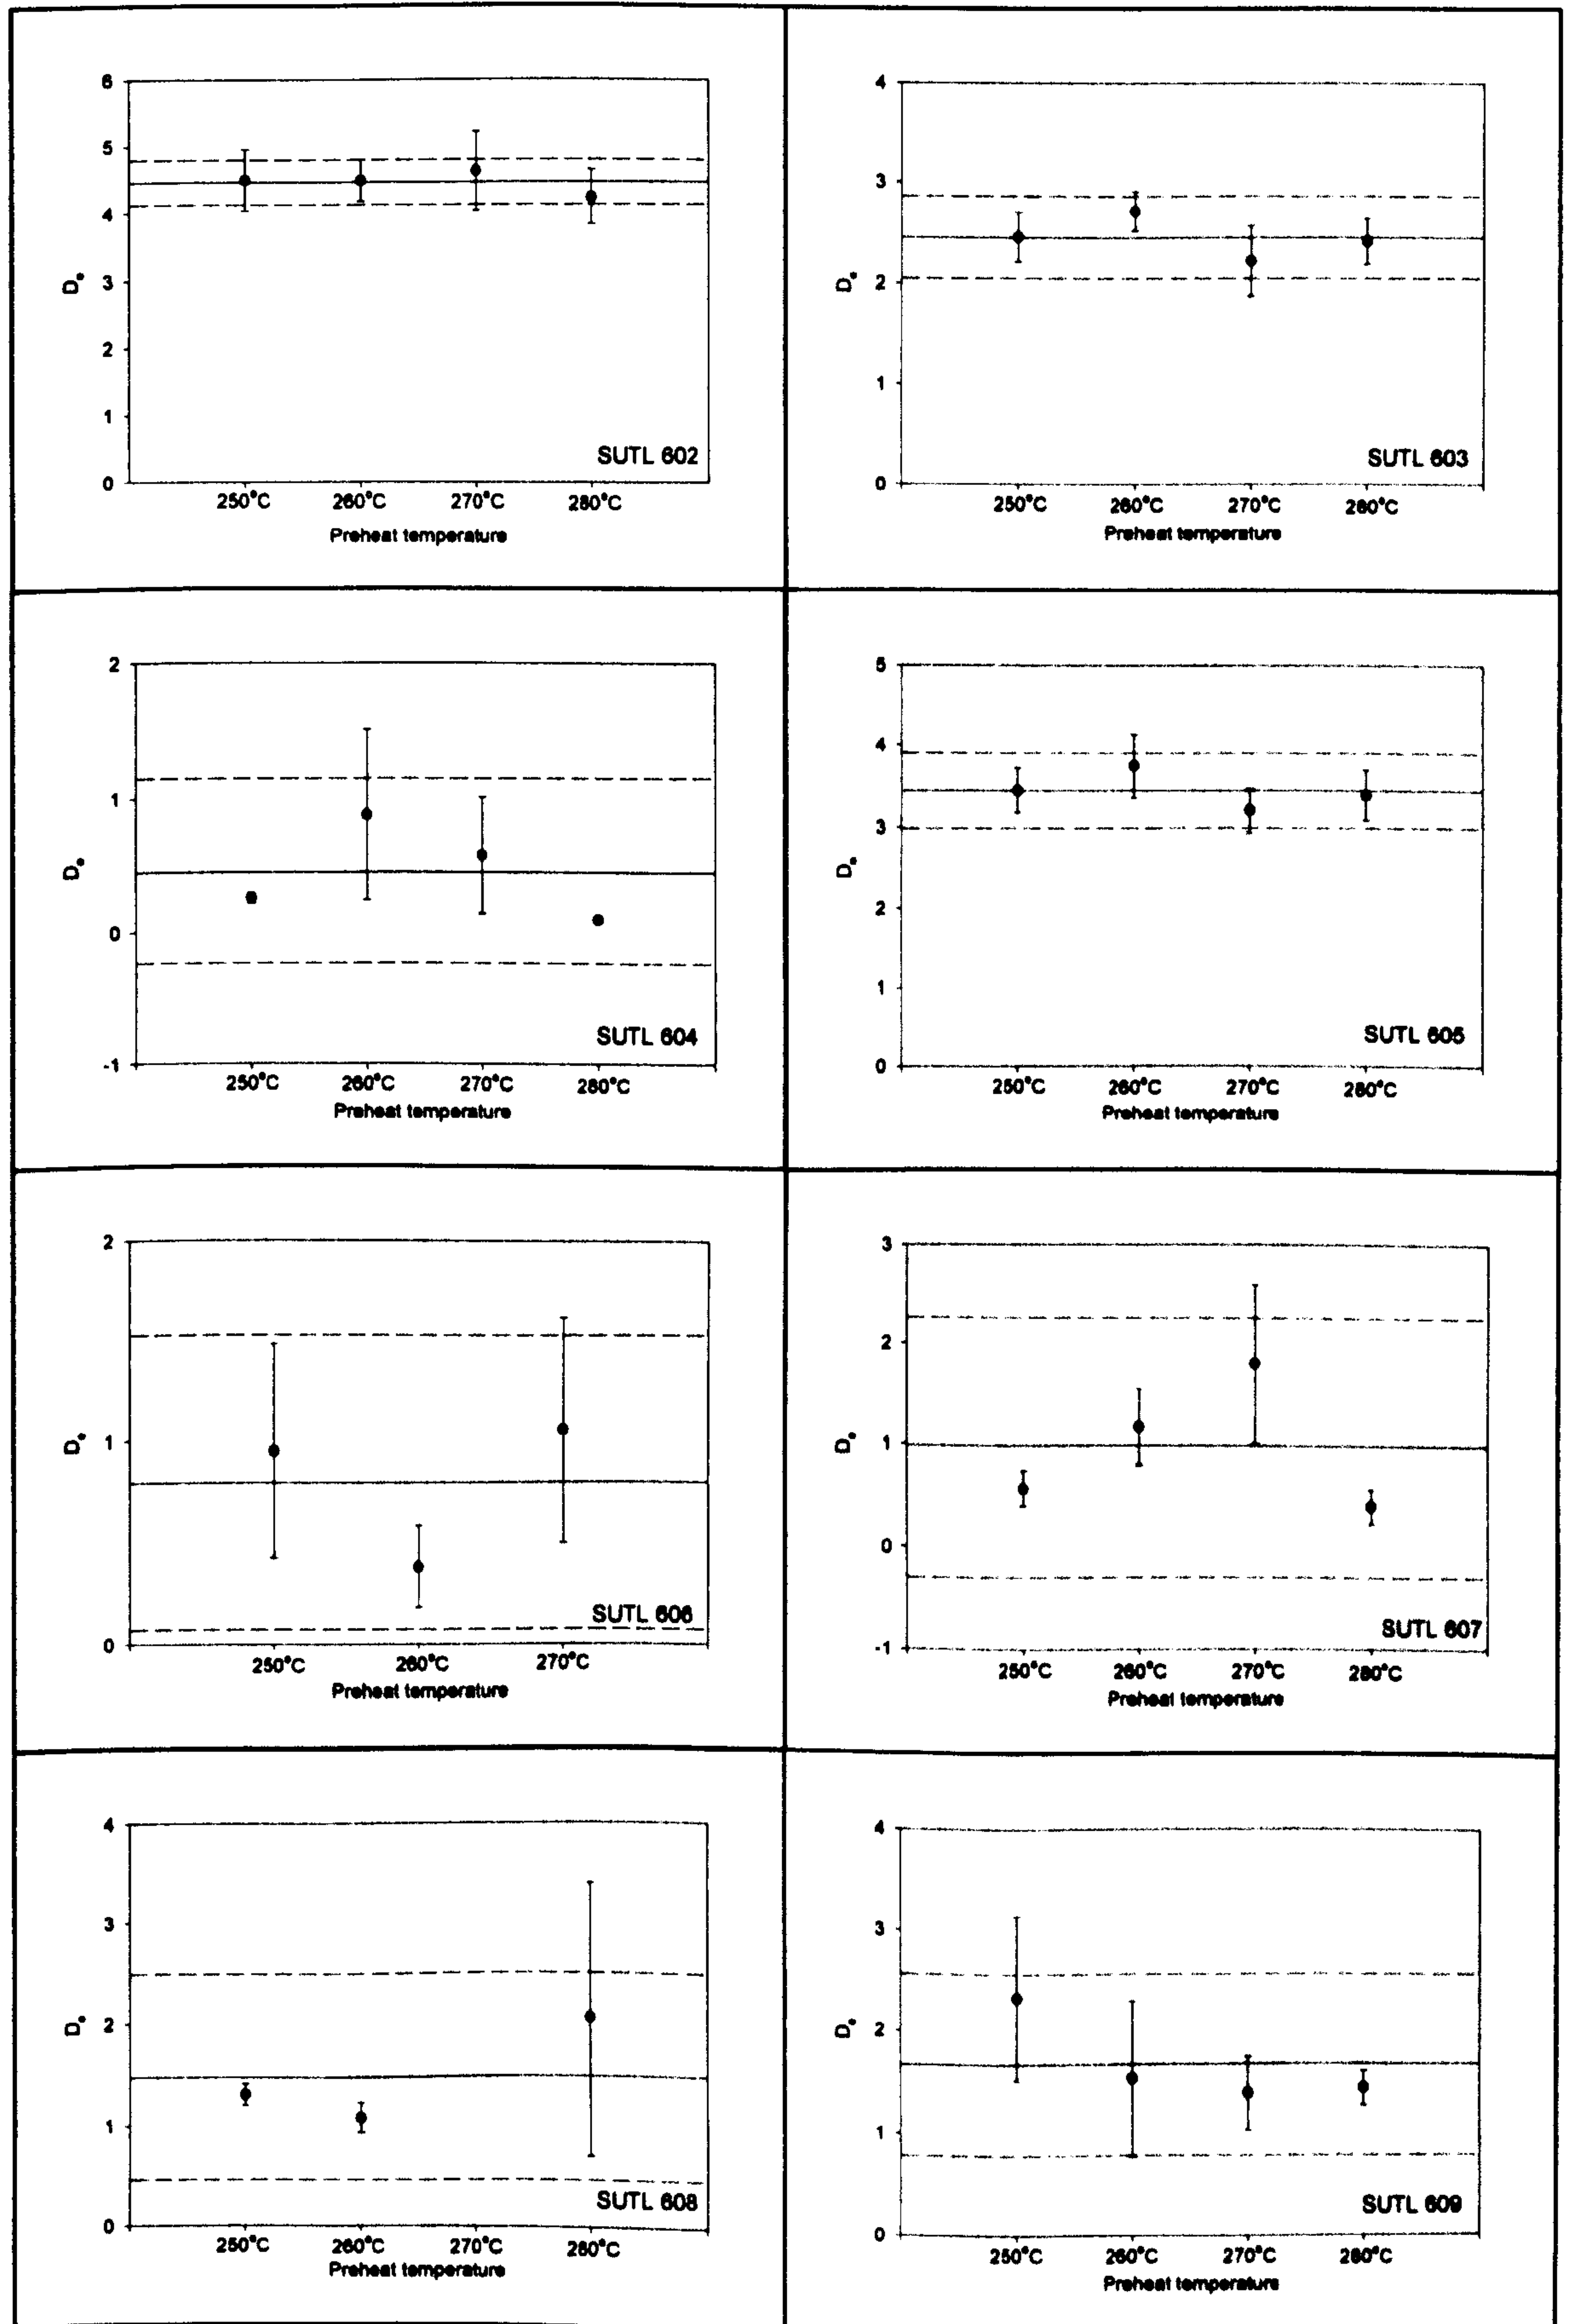 6
5
4
3
2
1
0
Dₑ
SUTL 602
250°C 260°C 270°C 280°C
Preheat temperature
4
3
2
1
0
Dₑ
SUTL 603
250°C 260°C 270°C 280°C
Preheat temperature
2
1
0
-1
Dₑ
SUTL 604
250°C 260°C 270°C 280°C
Preheat temperature
5
4
3
2
1
0
Dₑ
SUTL 605
250°C 260°C 270°C 280°C
Preheat temperature
2
1
0
Dₑ
SUTL 606
250°C 260°C 270°C
Preheat temperature
3
2
1
0
-1
Dₑ
SUTL 607
250°C 260°C 270°C 280°C
Preheat temperature
4
3
2
1
0
Dₑ
SUTL 608
250°C 260°C 270°C 280°C
Preheat temperature
4
3
2
1
0
Dₑ
SUTL 609
250°C 260°C 270°C 280°C
Preheat temperature